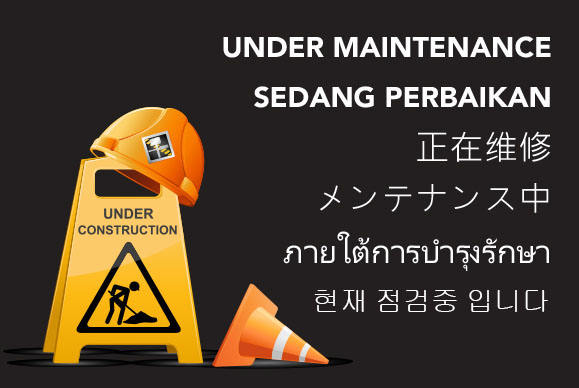 UNDER MAINTENANCE
SEDANG PERBAIKAN
正在维修
メンテナンス中
ภายใต้การบำรุงรักษา
현재 점검중 입니다
UNDER
CONSTRUCTION